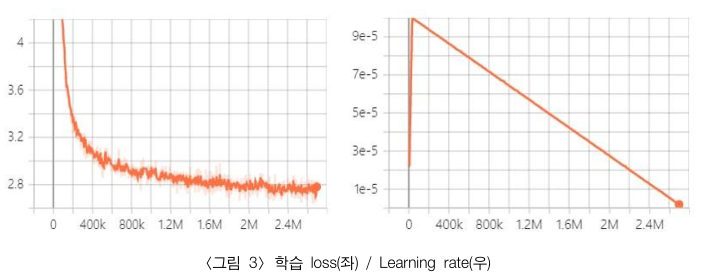 4
3.6
3.2
2.8
0 400k 800k 1.2M 1.6M 2M 2.4M
9e-5
7e-5
5e-5
3e-5
1e-5
0 400k 800k 1.2M 1.6M 2M 2.4M
〈그림 3〉 학습 loss(좌) / Learning rate(우)